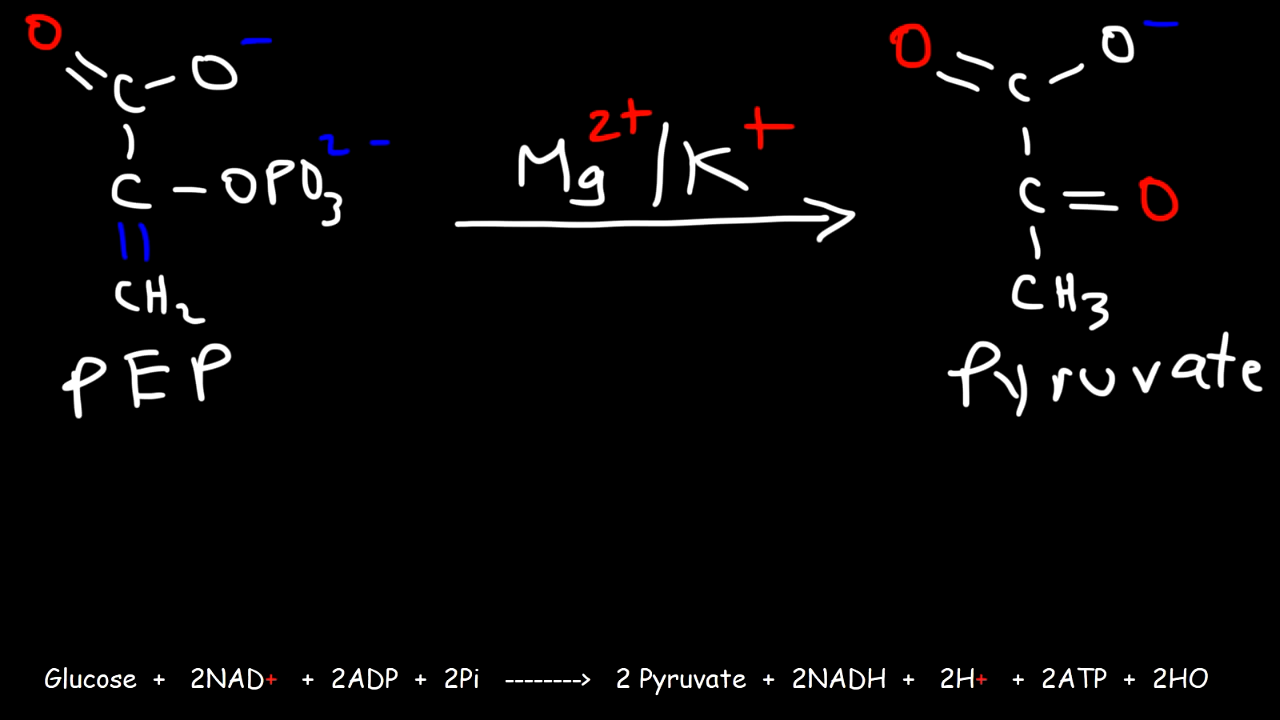 O O⁻ O O⁻
C C
Mg²⁺/K⁺
C OPO₃²⁻ C O
CH₂ CH₃
PEP Pyruvate
Glucose + 2NAD+ + 2ADP + 2Pi --------> 2 Pyruvate + 2NADH + 2H+ + 2ATP + 2HO